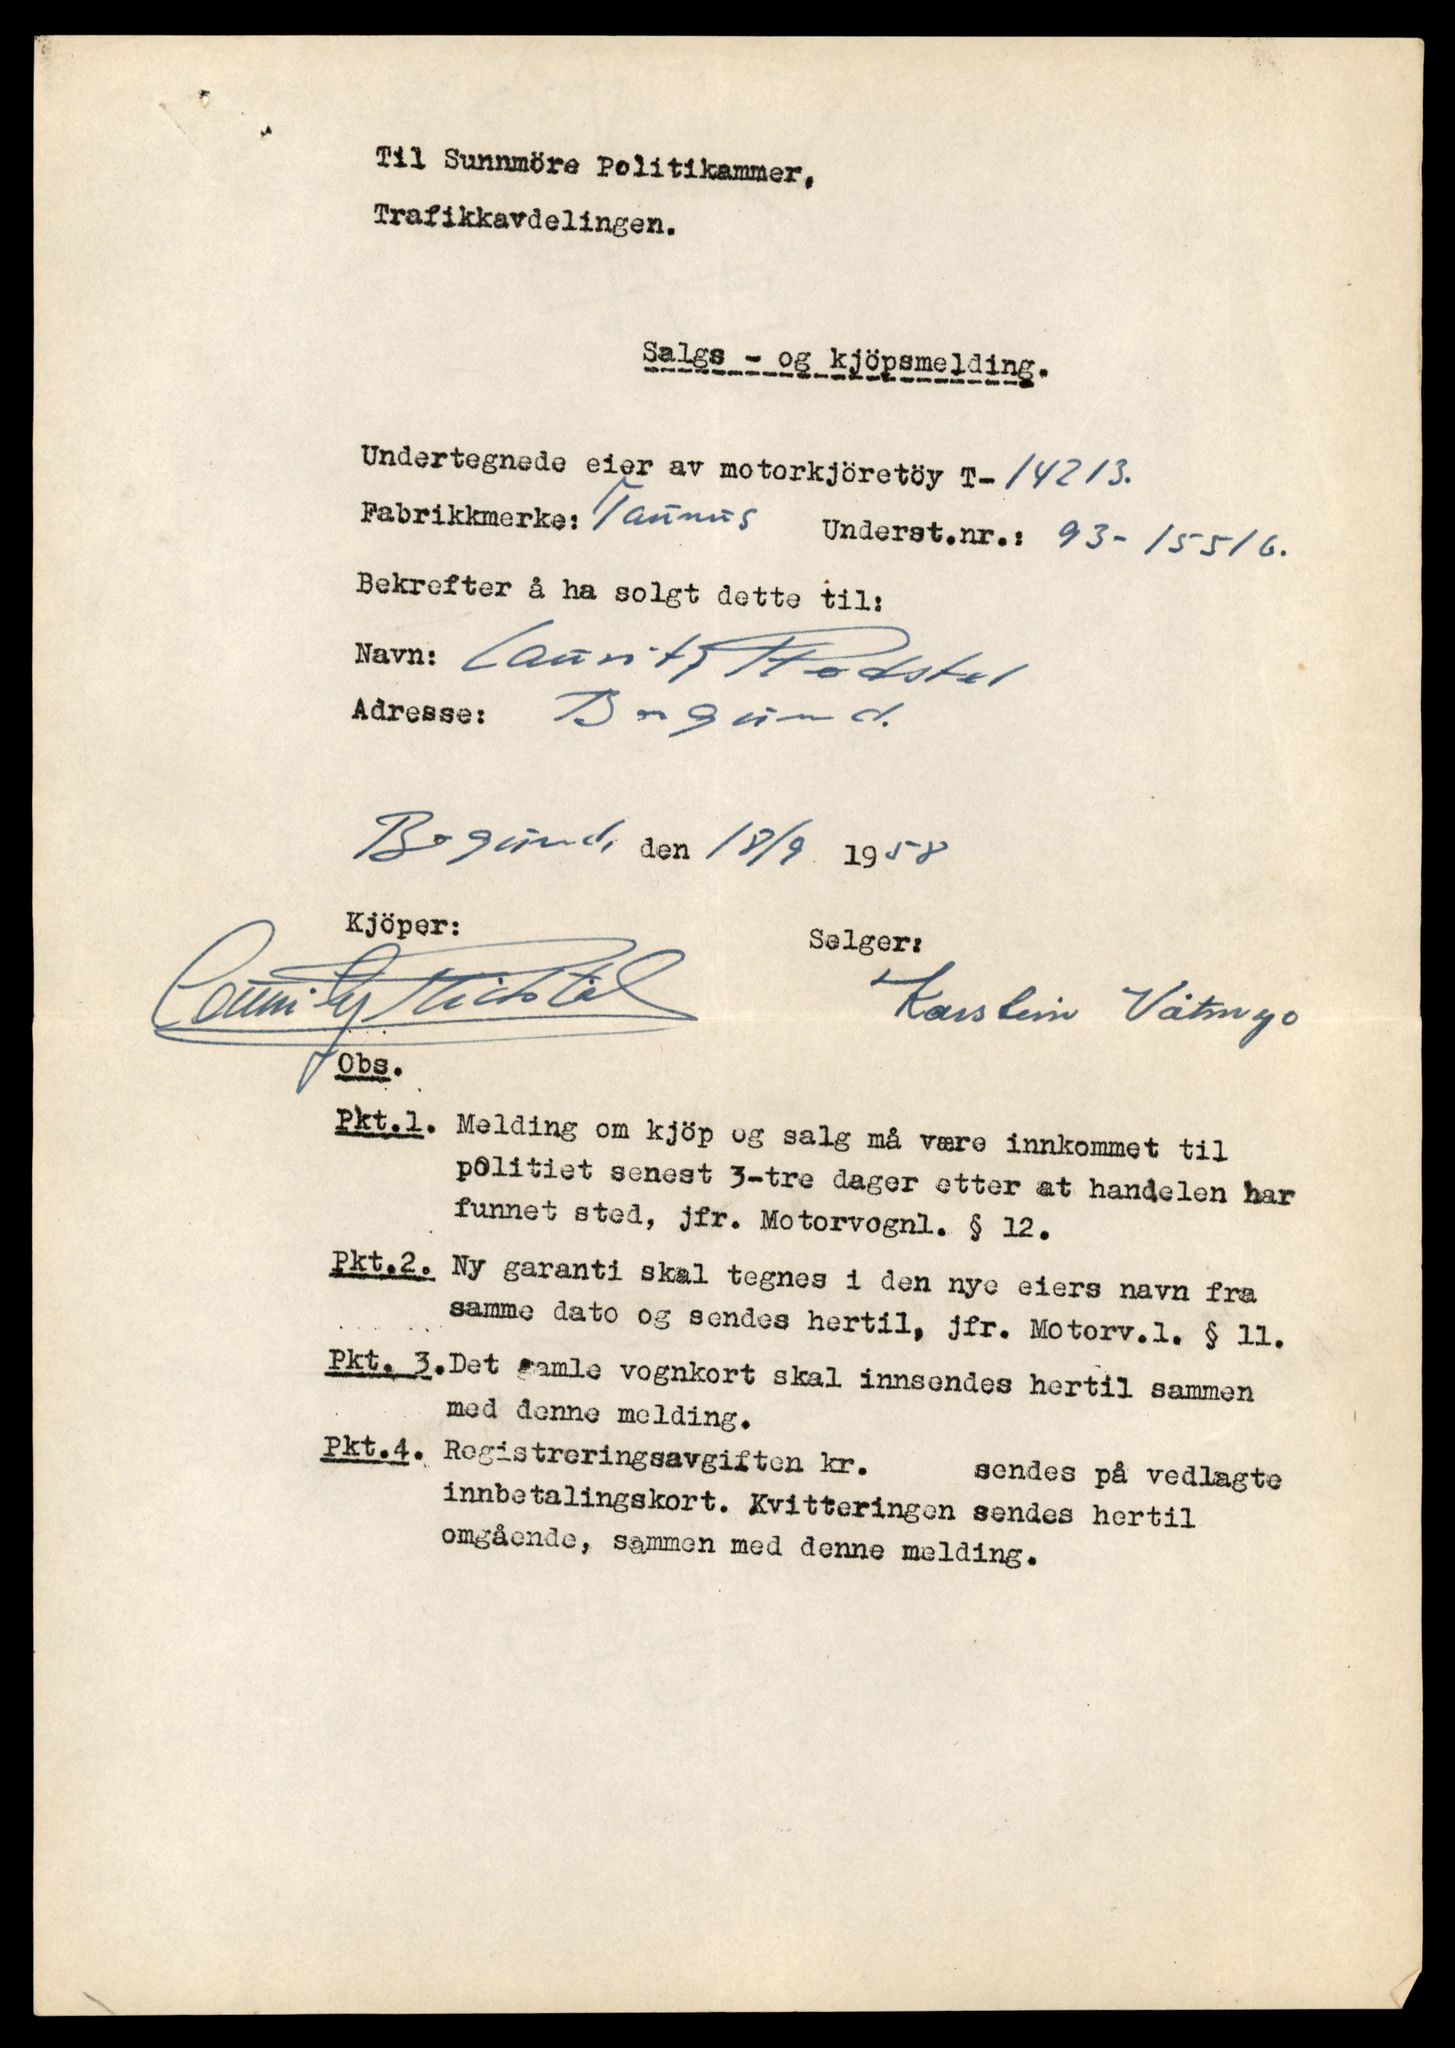 Til Sunnmöre Politikammer,
Trafikkavdelingen.
Salgs - og kjöpsmelding.
Undertegnede eier av motorkjöretöy T- 14213.
Fabrikkmerke: Taunus Underst.nr.: 93-15516.
Bekrefter å ha solgt dette til:
Navn: Lauritz
Adresse: Borgund.
Borgund, den 18/9 1958
Kjöper: Selger:
Lauritz Karstein
Obs.
Pkt.1. Melding om kjöp og salg må være innkommet til
politiet senest 3-tre dager etter at handelen har
funnet sted, jfr. Motorvognl. § 12.
Pkt.2. Ny garanti skal tegnes i den nye eiers navn fra
samme dato og sendes hertil, jfr. Motorv.l. § 11.
Pkt. 3. Det gamle vognkort skal innsendes hertil sammen
med denne melding.
Pkt.4. Registreringsavgiften kr. sendes på vedlagte
innbetalingskort. Kvitteringen sendes hertil
omgående, sammen med denne melding.